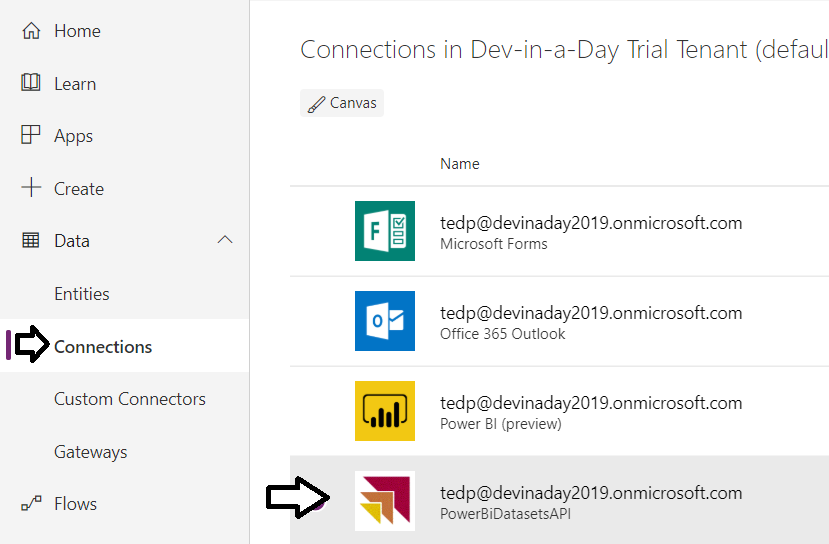 Home
Learn
Apps
Create
Data
Entities
Connections
Custom Connectors
Gateways
Flows
Connections in Dev-in-a-Day Trial Tenant (defaul
Canvas
Name
F
tedp@devinaday2019.onmicrosoft.com
Microsoft Forms
o
tedp@devinaday2019.onmicrosoft.com
Office 365 Outlook
tedp@devinaday2019.onmicrosoft.com
Power BI (preview)
tedp@devinaday2019.onmicrosoft.com
PowerBiDatasetsAPI